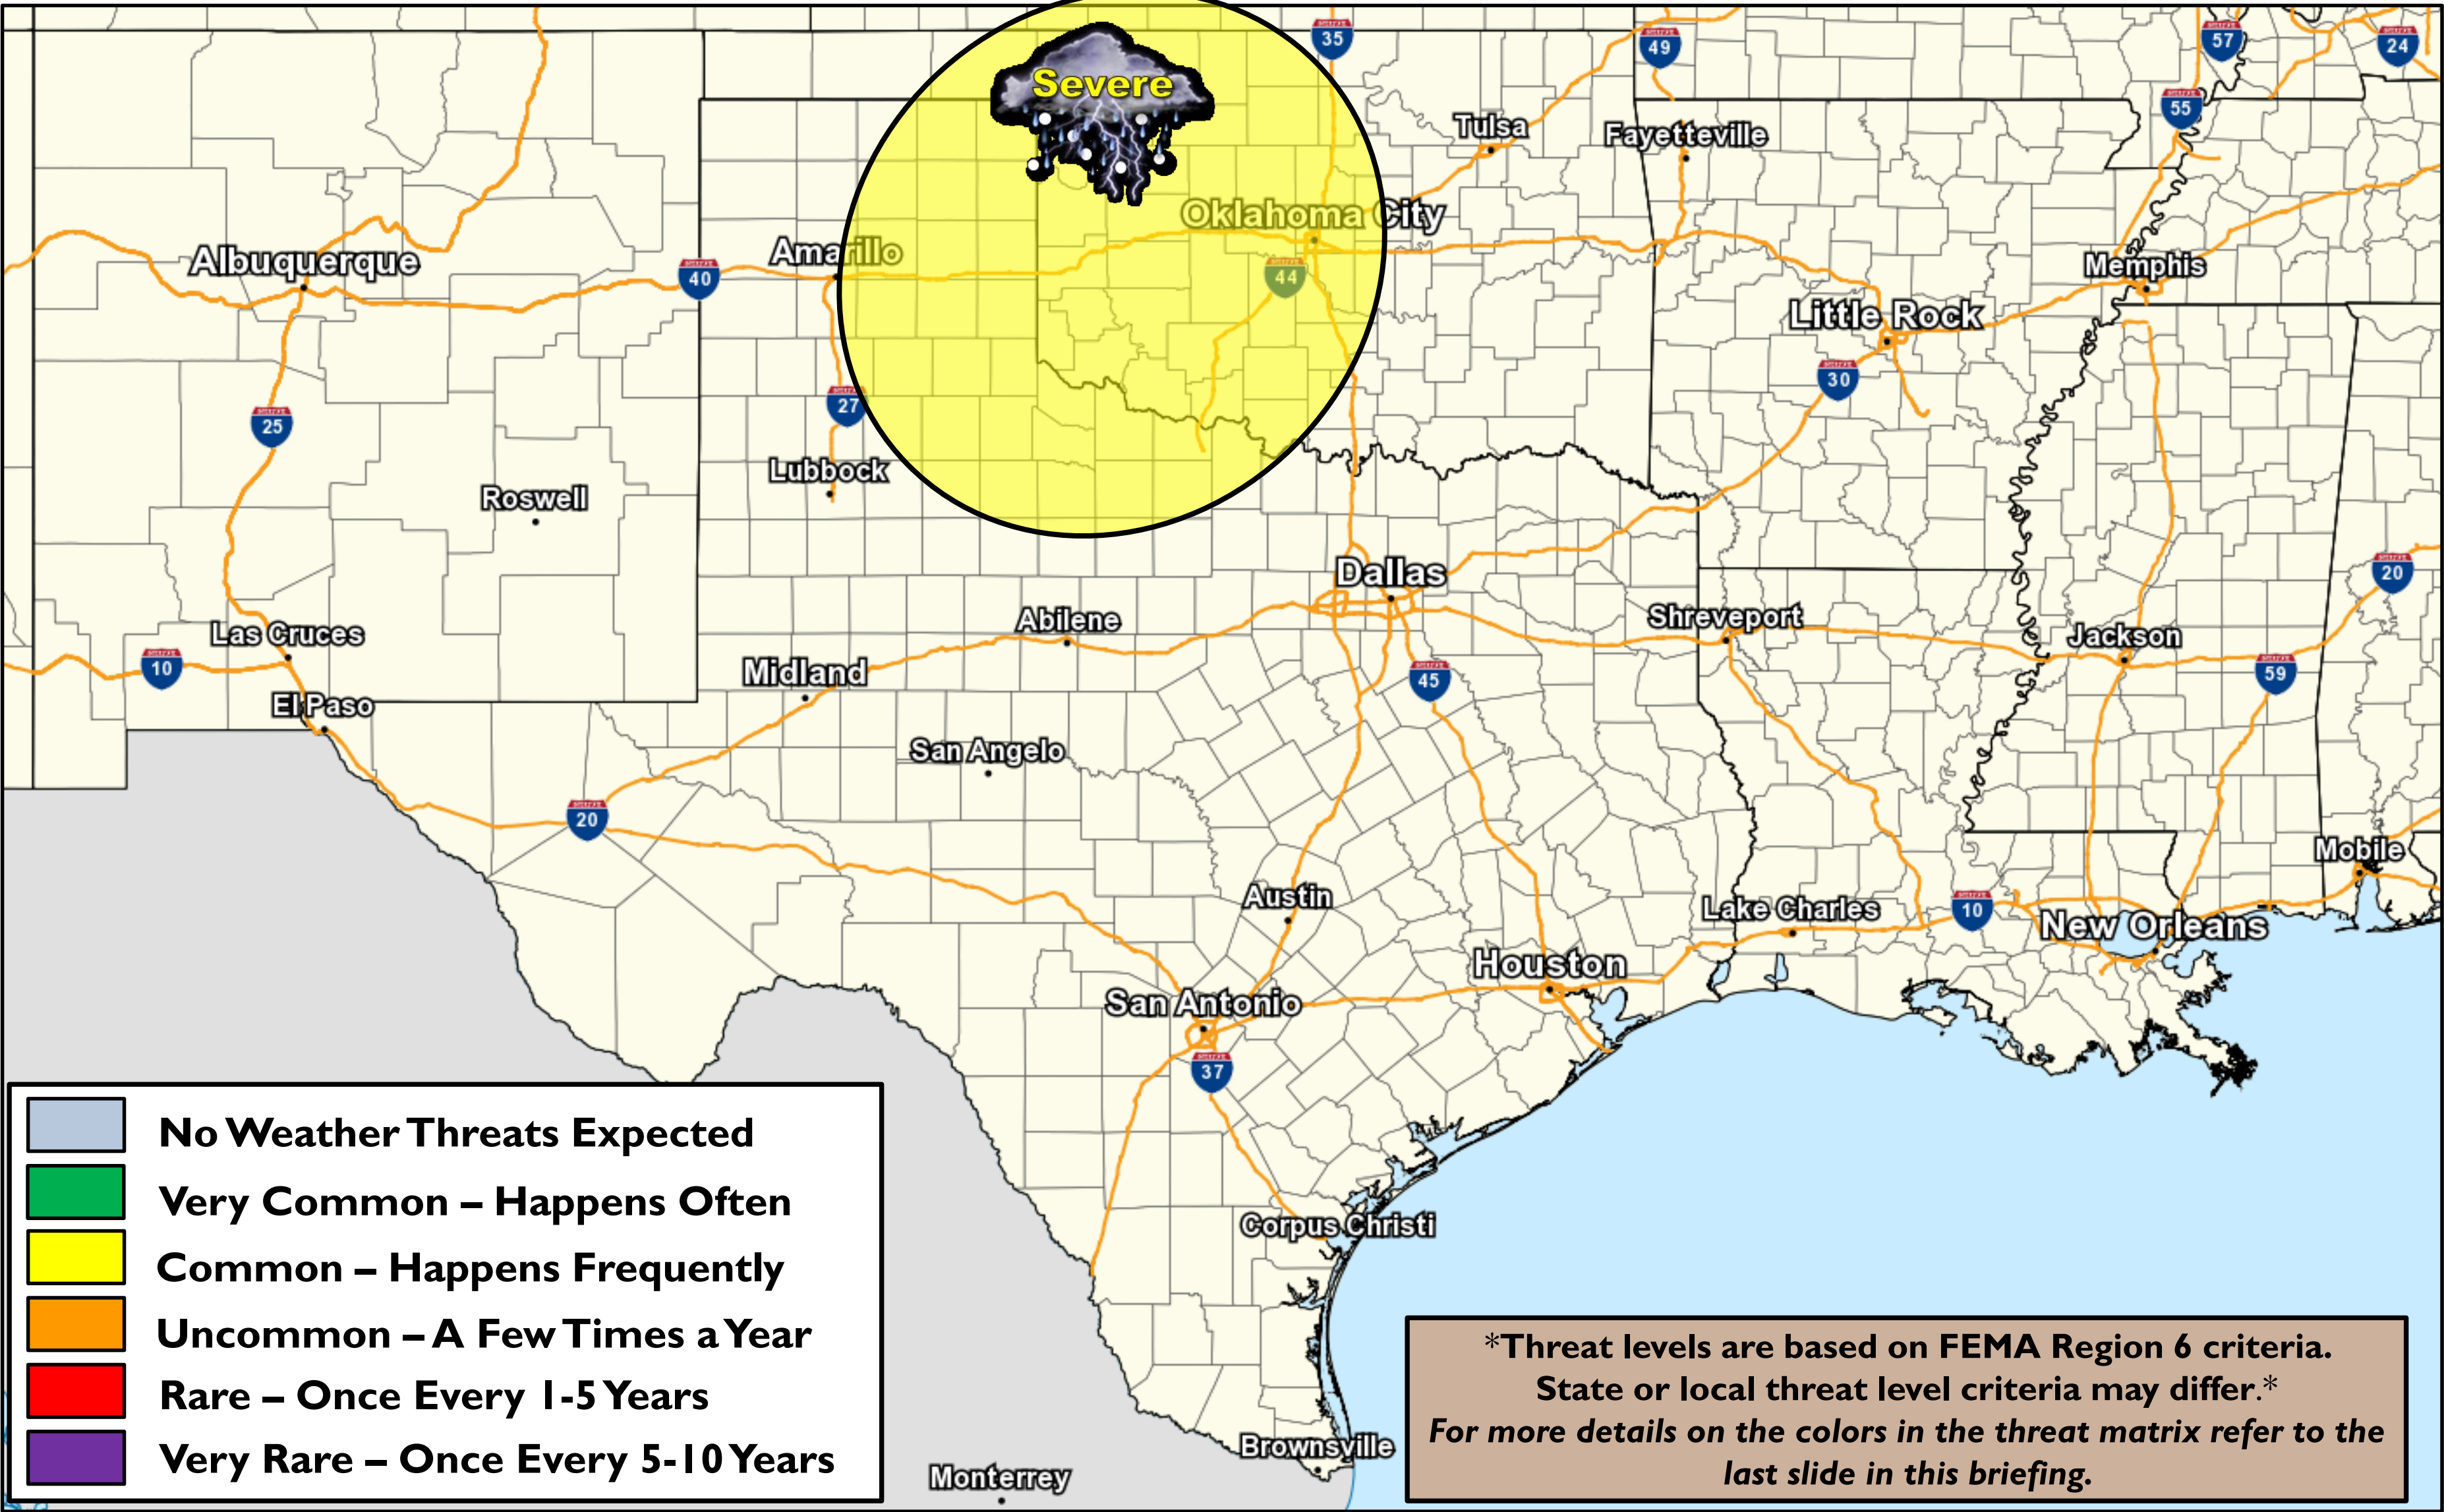 35
49
57
24
Severe
55
Tulsa
Fayetteville
Oklahoma City
Albuquerque
Amarillo
40
44
Memphis
Little Rock
30
25
27
Lubbock
Roswell
Dallas
20
Abilene
Shreveport
Las Cruces
Jackson
10
Midland
45
59
El Paso
San Angelo
20
Mobile
Austin
Lake Charles
10
New Orleans
Houston
San Antonio
37
Corpus Christi
Brownsville
Monterrey
No Weather Threats Expected
Very Common – Happens Often
Common – Happens Frequently
Uncommon – A Few Times a Year
Rare – Once Every 1-5 Years
Very Rare – Once Every 5-10 Years
*Threat levels are based on FEMA Region 6 criteria.
State or local threat level criteria may differ.*
For more details on the colors in the threat matrix refer to the
last slide in this briefing.